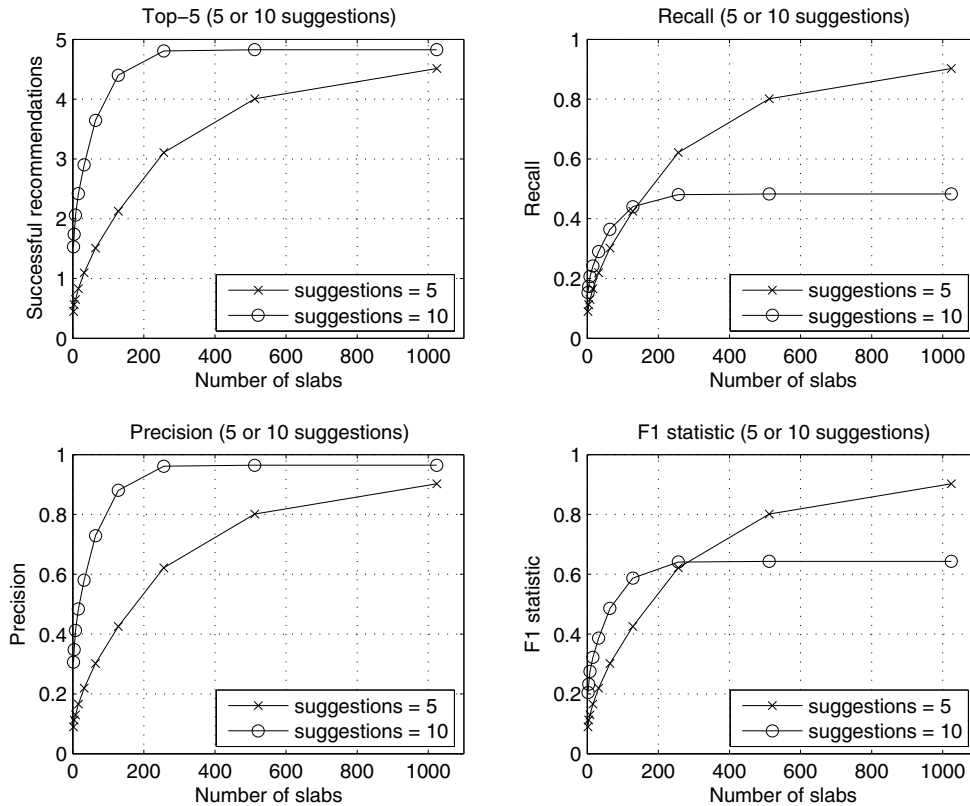 Top-5 (5 or 10 suggestions)
Successful recommendations
5
4
3
2
1
0
0 200 400 600 800 1000
Number of slabs
suggestions = 5
suggestions = 10
Recall (5 or 10 suggestions)
Recall
1
0.8
0.6
0.4
0.2
0
0 200 400 600 800 1000
Number of slabs
suggestions = 5
suggestions = 10
Precision (5 or 10 suggestions)
Precision
1
0.8
0.6
0.4
0.2
0
0 200 400 600 800 1000
Number of slabs
suggestions = 5
suggestions = 10
F1 statistic (5 or 10 suggestions)
F1 statistic
1
0.8
0.6
0.4
0.2
0
0 200 400 600 800 1000
Number of slabs
suggestions = 5
suggestions = 10